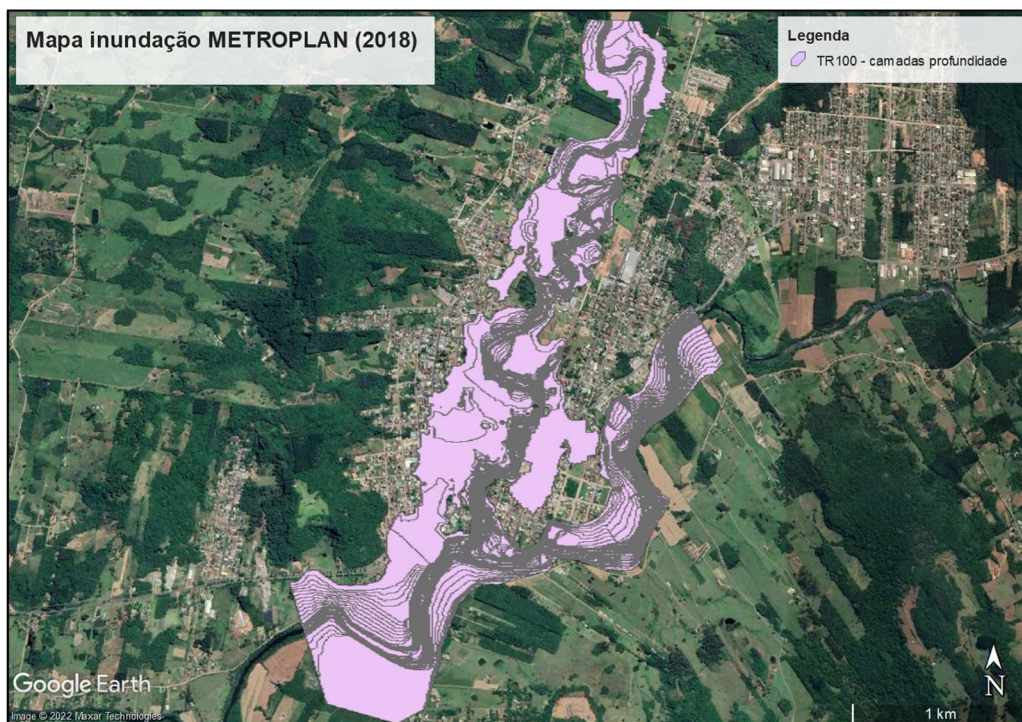 Mapa inundação METROPLAN (2018)
Legenda
TR100 - camadas profundidade
Google Earth
Image © 2022 Maxar Technologies
1 km
N